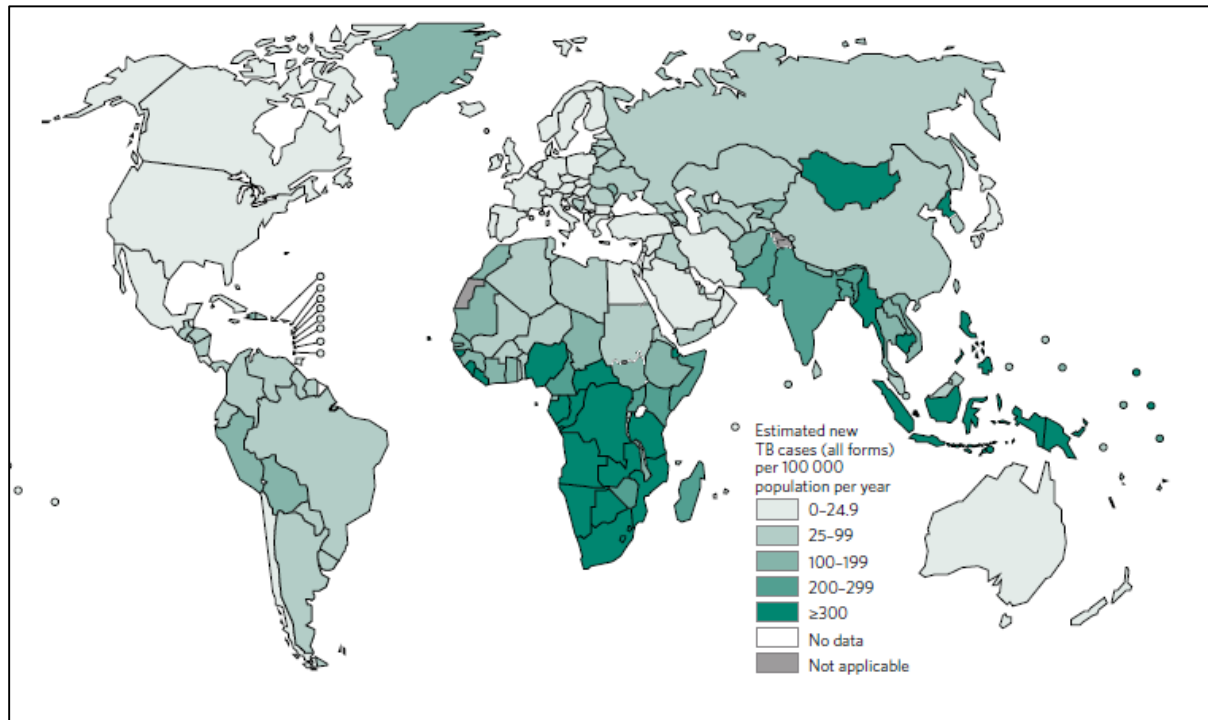 Estimated new
TB cases (all forms)
per 100 000
population per year
0–24.9
25–99
100–199
200–299
≥300
No data
Not applicable